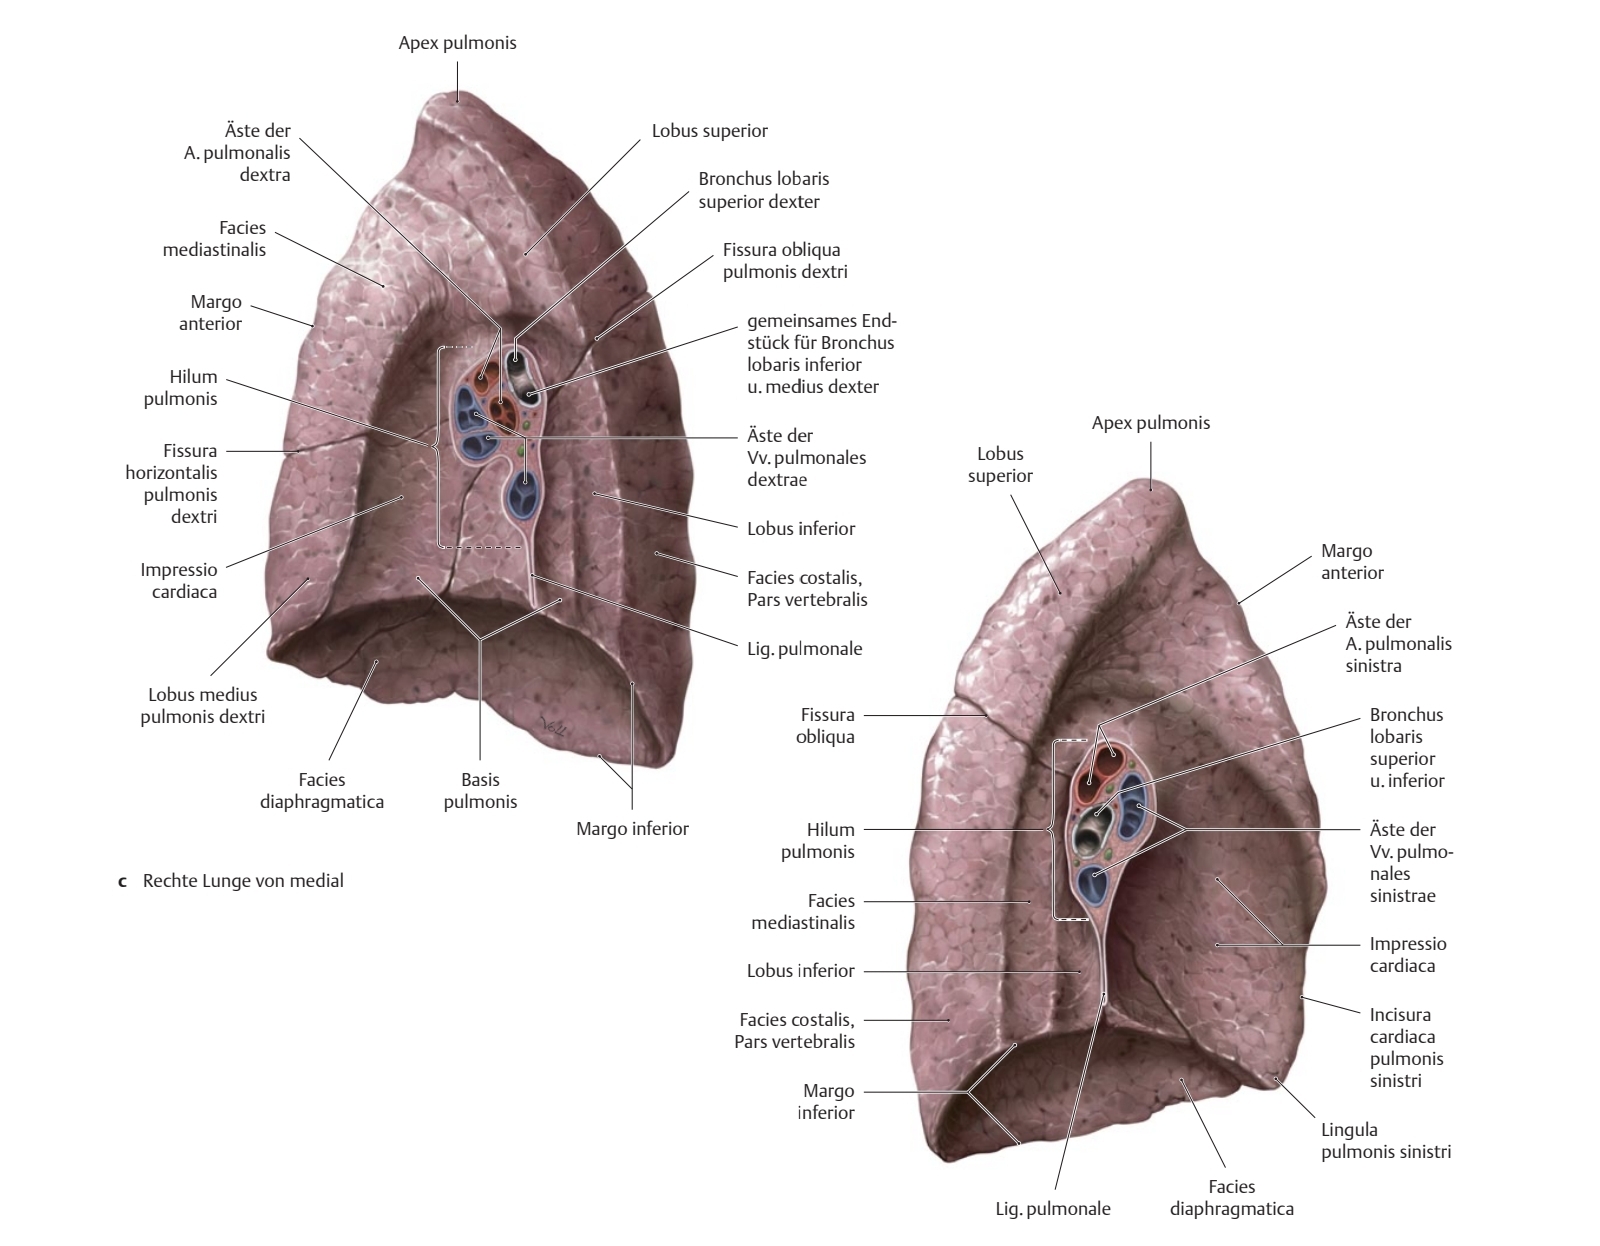 Apex pulmonis
Äste der
A. pulmonalis
dextra
Facies
mediastinalis
Margo
anterior
Hilum
pulmonis
Fissura
horizontalis
pulmonis
dextri
Impressio
cardiaca
Lobus medius
pulmonis dextri
Facies
diaphragmatica
Basis
pulmonis
Margo inferior
Lobus superior
Bronchus lobaris
superior dexter
Fissura obliqua
pulmonis dextri
gemeinsames End-
stück für Bronchus
lobaris inferior
u. medius dexter
Äste der
Vv. pulmonales
dextrae
Lobus inferior
Facies costalis,
Pars vertebralis
Lig. pulmonale
c Rechte Lunge von medial
Apex pulmonis
Lobus
superior
Fissura
obliqua
Hilum
pulmonis
Facies
mediastinalis
Lobus inferior
Facies costalis,
Pars vertebralis
Margo
inferior
Lig. pulmonale
Facies
diaphragmatica
Margo
anterior
Äste der
A. pulmonalis
sinistra
Bronchus
lobaris
superior
u. inferior
Äste der
Vv. pulmo-
nales
sinistrae
Impressio
cardiaca
Incisura
cardiaca
pulmonis
sinistri
Lingula
pulmonis sinistri